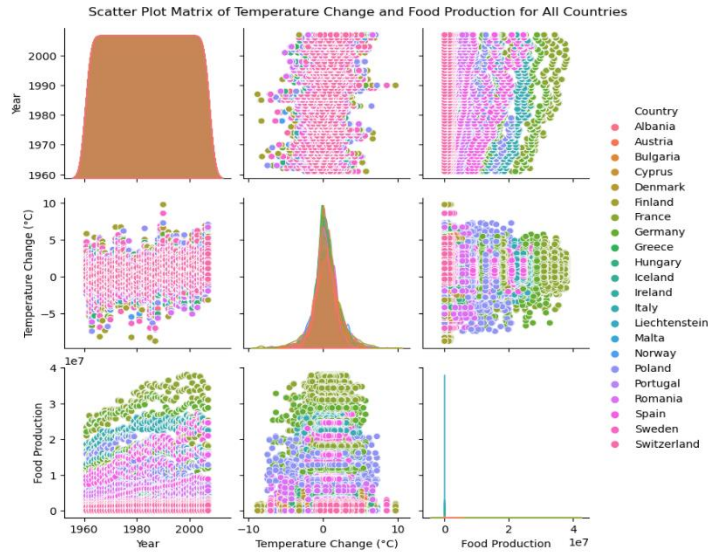 Scatter Plot Matrix of Temperature Change and Food Production for All Countries
2000
1990
1980
1970
1960
Year
10
5
0
−5
Temperature Change (°C)
1e7
4
3
2
1
0
Food Production
1960
1980
2000
Year
−10
0
10
Temperature Change (°C)
0
2
4
1e7
Food Production
Country
Albania
Austria
Bulgaria
Cyprus
Denmark
Finland
France
Germany
Greece
Hungary
Iceland
Ireland
Italy
Liechtenstein
Malta
Norway
Poland
Portugal
Romania
Spain
Sweden
Switzerland